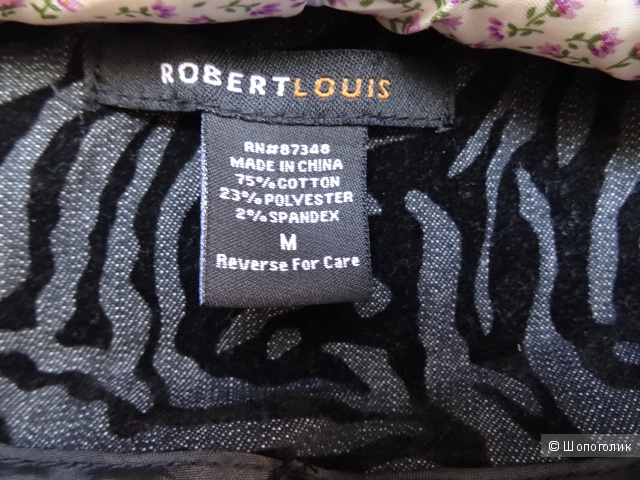 ROBERTLOUIS
RN#87348
MADE IN CHINA
75%COTTON
23%POLYESTER
2%SPANDEX
M
Reverse For Care
© Шопоголик